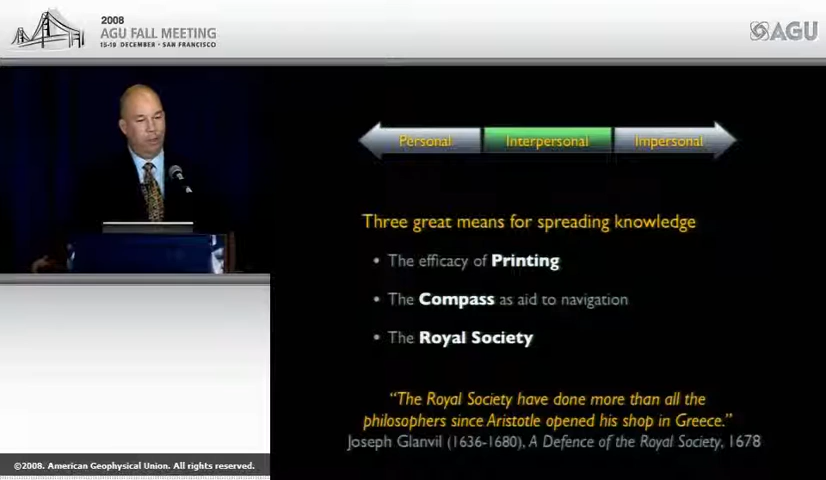 2008
AGU FALL MEETING
15-19 DECEMBER • SAN FRANCISCO
AGU
Personal
Interpersonal
Impersonal
Three great means for spreading knowledge
• The efficacy of Printing
• The Compass as aid to navigation
• The Royal Society
"The Royal Society have done more than all the
philosophers since Aristotle opened his shop in Greece."
Joseph Glanvil (1636-1680), A Defence of the Royal Society, 1678
©2008. American Geophysical Union. All rights reserved.